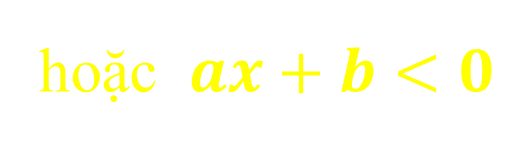 hoặc ax + b < 0